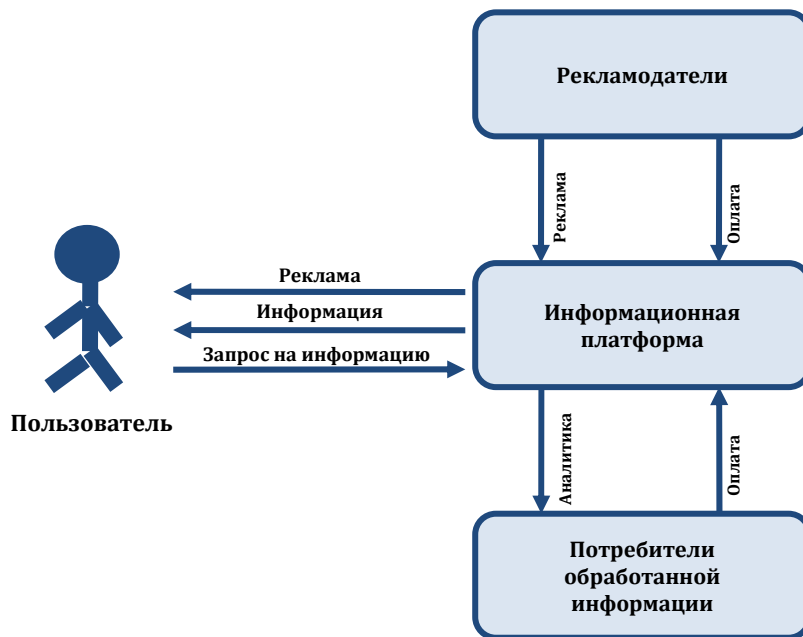 Рекламодатели
Реклама
Оплата
Реклама
Информация
Запрос на информацию
Информационная
платформа
Пользователь
Аналитика
Оплата
Потребители
обработанной
информации